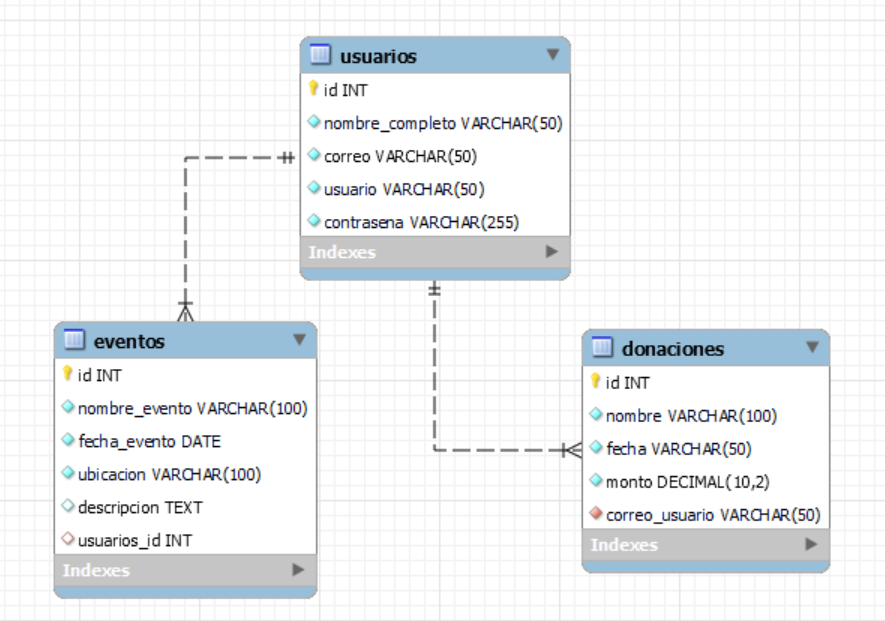 usuarios
id INT
nombre_completo VARCHAR(50)
correo VARCHAR(50)
usuario VARCHAR(50)
contrasena VARCHAR(255)
Indexes
eventos
id INT
nombre_evento VARCHAR(100)
fecha_evento DATE
ubicacion VARCHAR(100)
descripcion TEXT
usuarios_id INT
Indexes
donaciones
id INT
nombre VARCHAR(100)
fecha VARCHAR(50)
monto DECIMAL(10,2)
correo_usuario VARCHAR(50)
Indexes